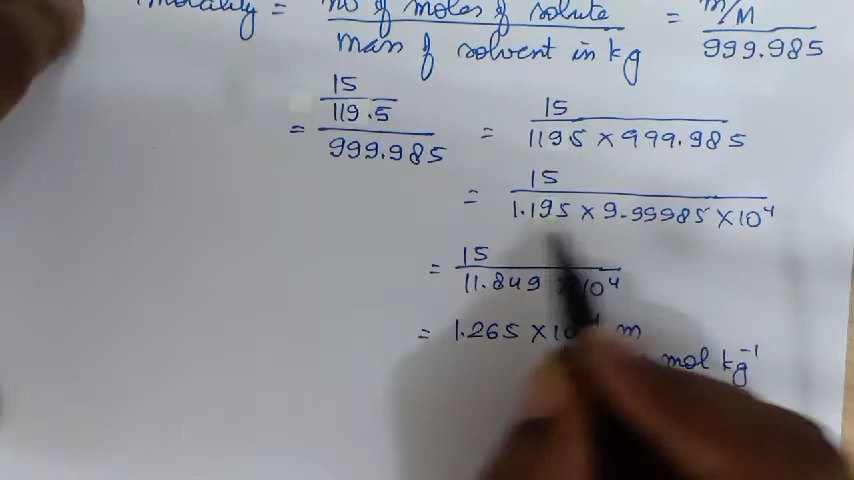 = no of moles of solute / mass of solvent in kg = m/M / 999.985
= 15 / 119.5 / 999.985 = 15 / 1195 × 999.985
= 15 / 1.195 × 9.99985 × 10⁴
= 15 / 11.849 × 10⁴
= 1.265 × 10 m
mol kg⁻¹